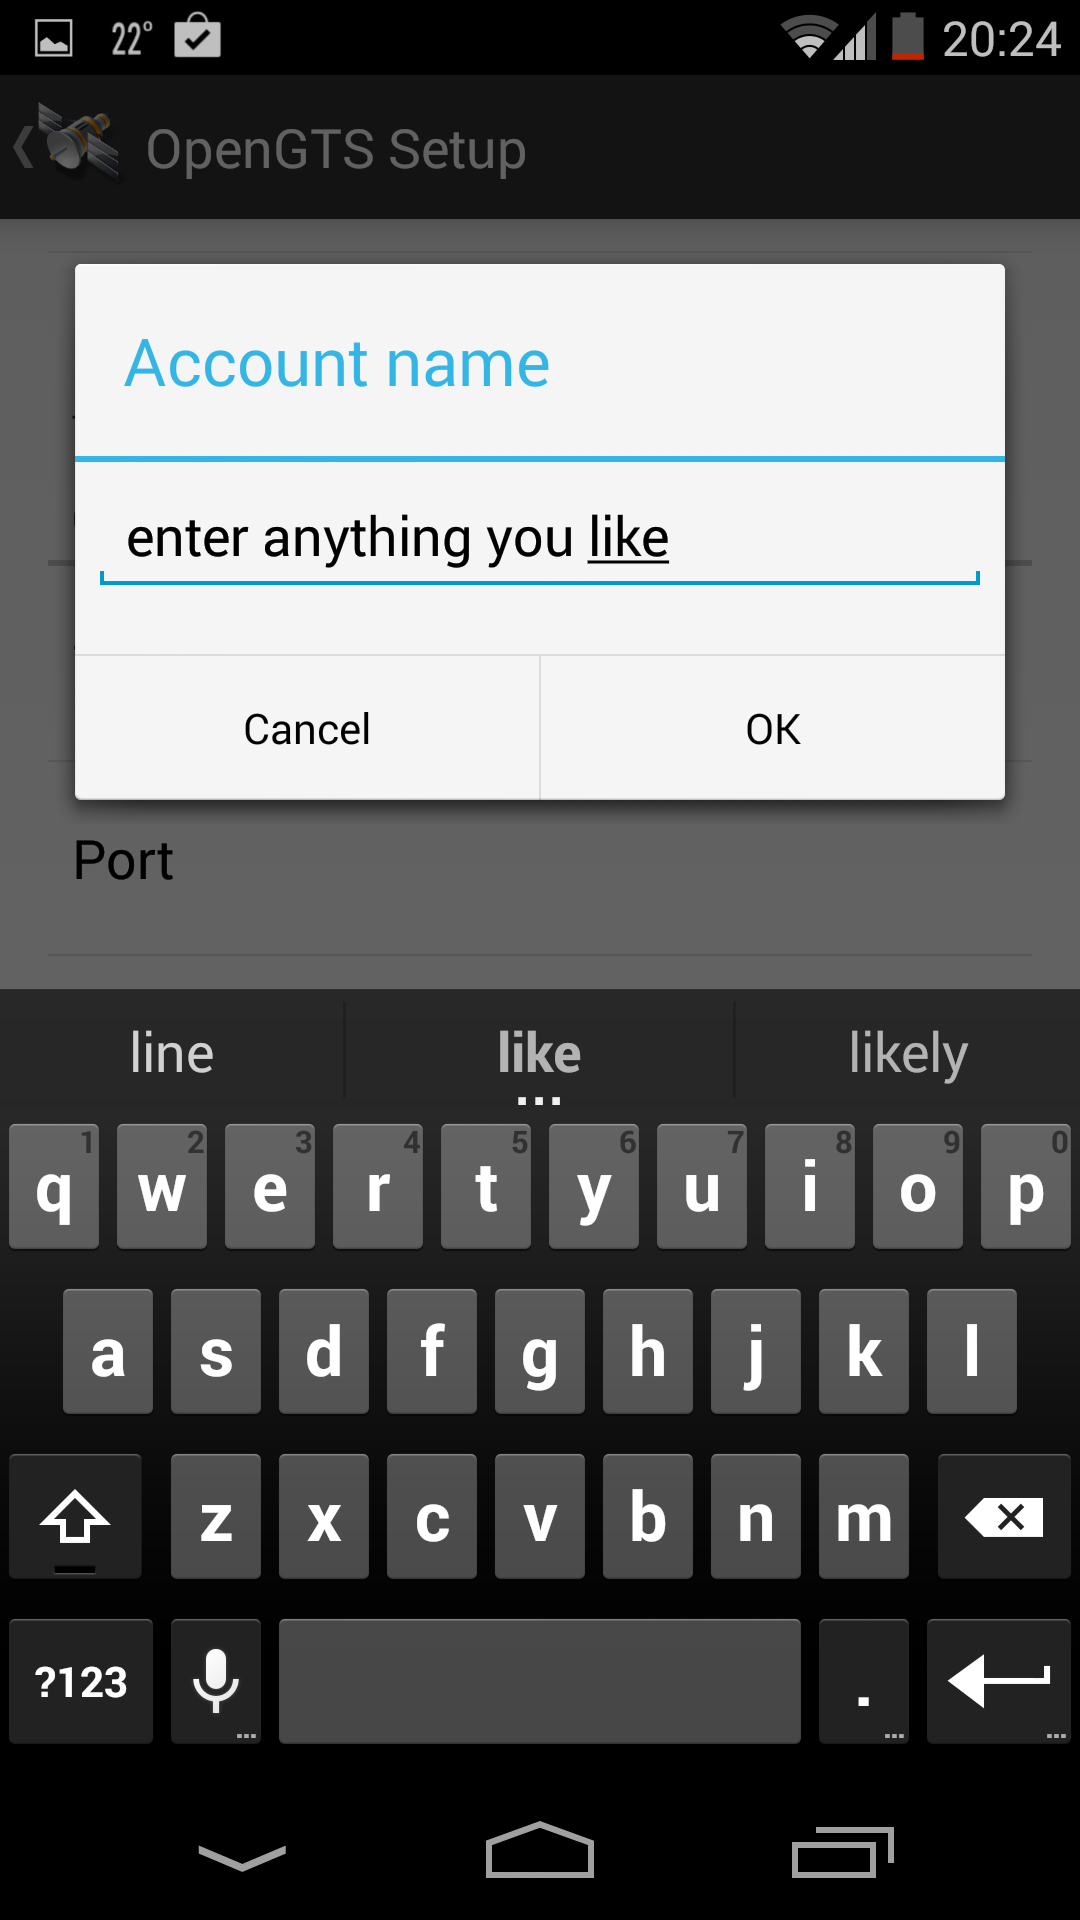 22° 20:24
OpenGTS Setup
Account name
enter anything you like
Cancel OK
Port
line like likely
1 2 3 4 5 6 7 8 9 0
q w e r t y u i o p
a s d f g h j k l
z x c v b n m
?123 .